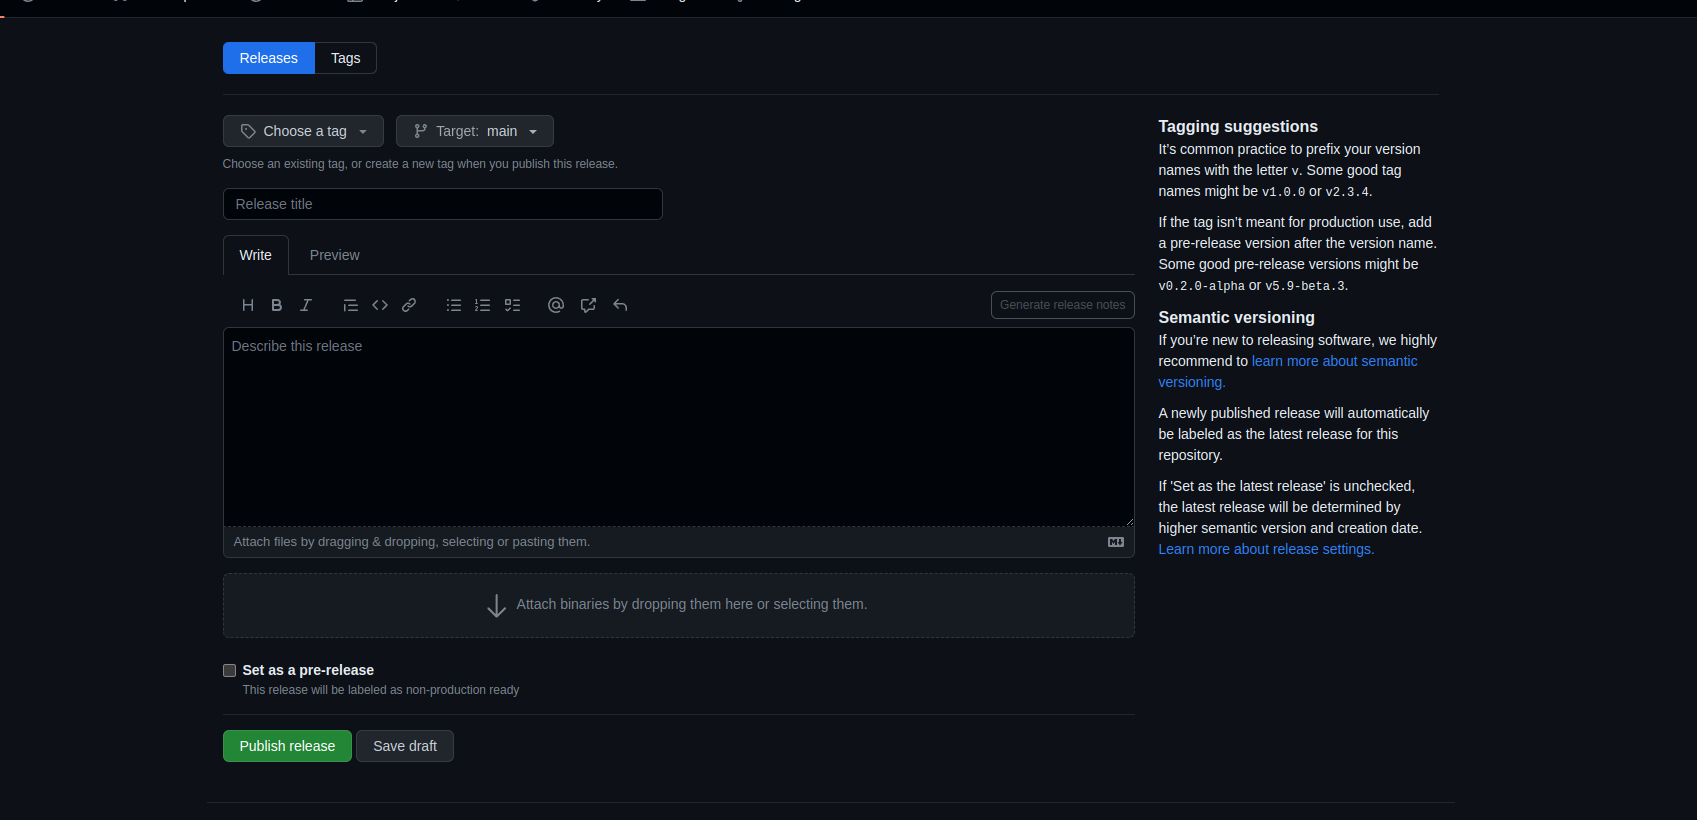 Releases Tags
Choose a tag Target: main
Choose an existing tag, or create a new tag when you publish this release.
Release title
Write Preview
Generate release notes
Describe this release
Attach files by dragging & dropping, selecting or pasting them.
Attach binaries by dropping them here or selecting them.
Set as a pre-release
This release will be labeled as non-production ready
Publish release Save draft
Tagging suggestions
It’s common practice to prefix your version
names with the letter v. Some good tag
names might be v1.0.0 or v2.3.4.
If the tag isn’t meant for production use, add
a pre-release version after the version name.
Some good pre-release versions might be
v0.2.0-alpha or v5.9-beta.3.
Semantic versioning
If you’re new to releasing software, we highly
recommend to learn more about semantic
versioning.
A newly published release will automatically
be labeled as the latest release for this
repository.
If 'Set as the latest release' is unchecked,
the latest release will be determined by
higher semantic version and creation date.
Learn more about release settings.